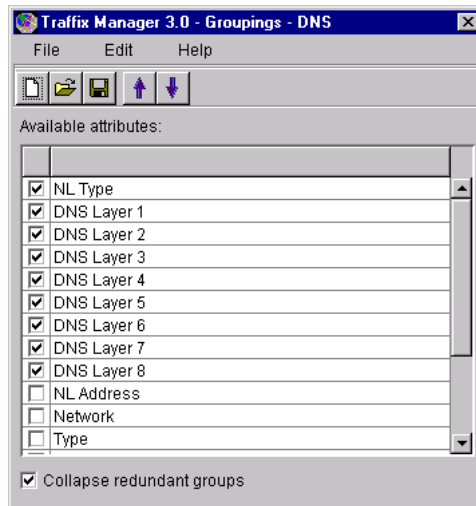 Traffix Manager 3.0 - Groupings - DNS
File Edit Help
Available attributes:
NL Type
DNS Layer 1
DNS Layer 2
DNS Layer 3
DNS Layer 4
DNS Layer 5
DNS Layer 6
DNS Layer 7
DNS Layer 8
NL Address
Network
Type
Collapse redundant groups